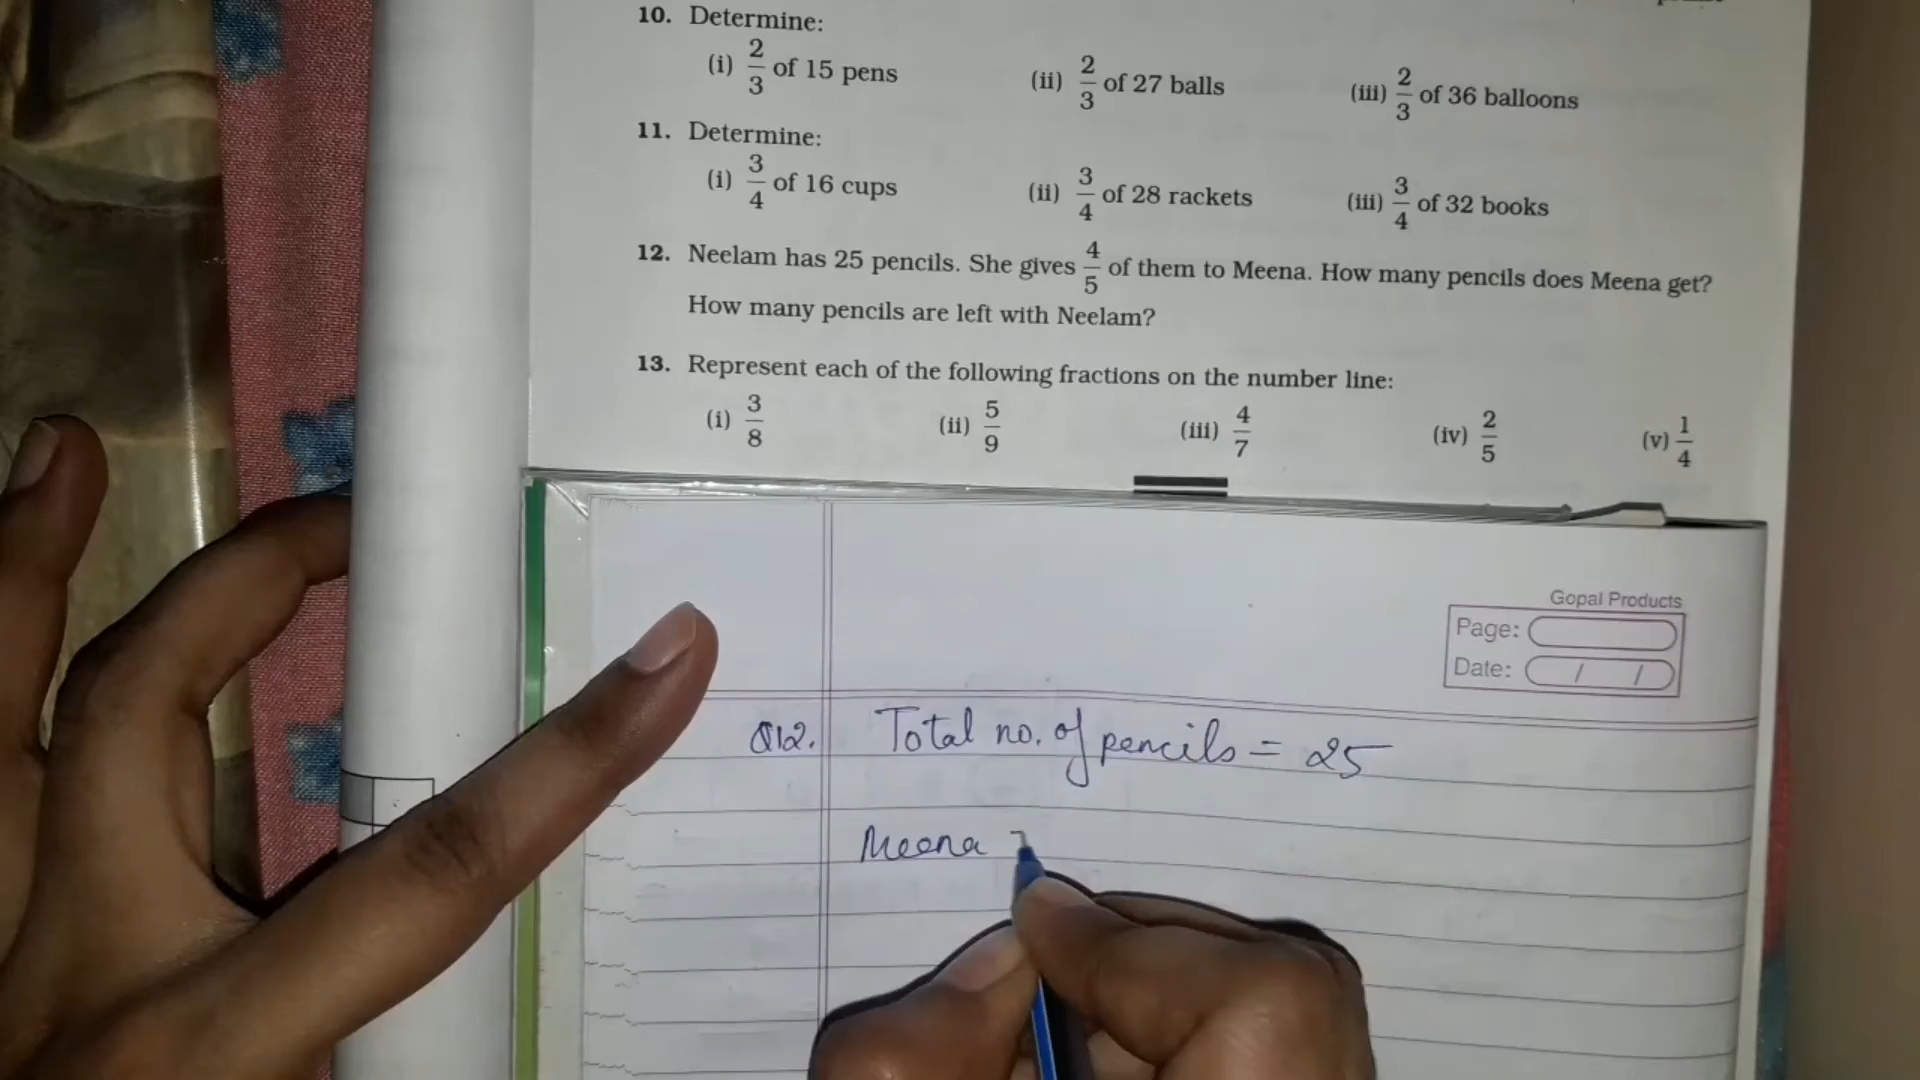 10. Determine:
(i) 2/3 of 15 pens (ii) 2/3 of 27 balls (iii) 2/3 of 36 balloons
11. Determine:
(i) 3/4 of 16 cups (ii) 3/4 of 28 rackets (iii) 3/4 of 32 books
12. Neelam has 25 pencils. She gives 4/5 of them to Meena. How many pencils does Meena get?
How many pencils are left with Neelam?
13. Represent each of the following fractions on the number line:
(i) 3/8 (ii) 5/9 (iii) 4/7 (iv) 2/5 (v) 1/4
Gopal Products
Page:
Date: / /
Q12. Total no. of pencils = 25
Meena